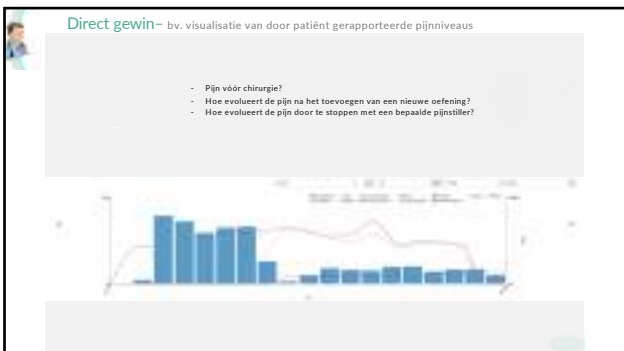 Direct gewin– bv. visualisatie van door patiënt gerapporteerde pijnniveaus
- Pijn vóór chirurgie?
- Hoe evolueert de pijn na het toevoegen van een nieuwe oefening?
- Hoe evolueert de pijn door te stoppen met een bepaalde pijnstiller?